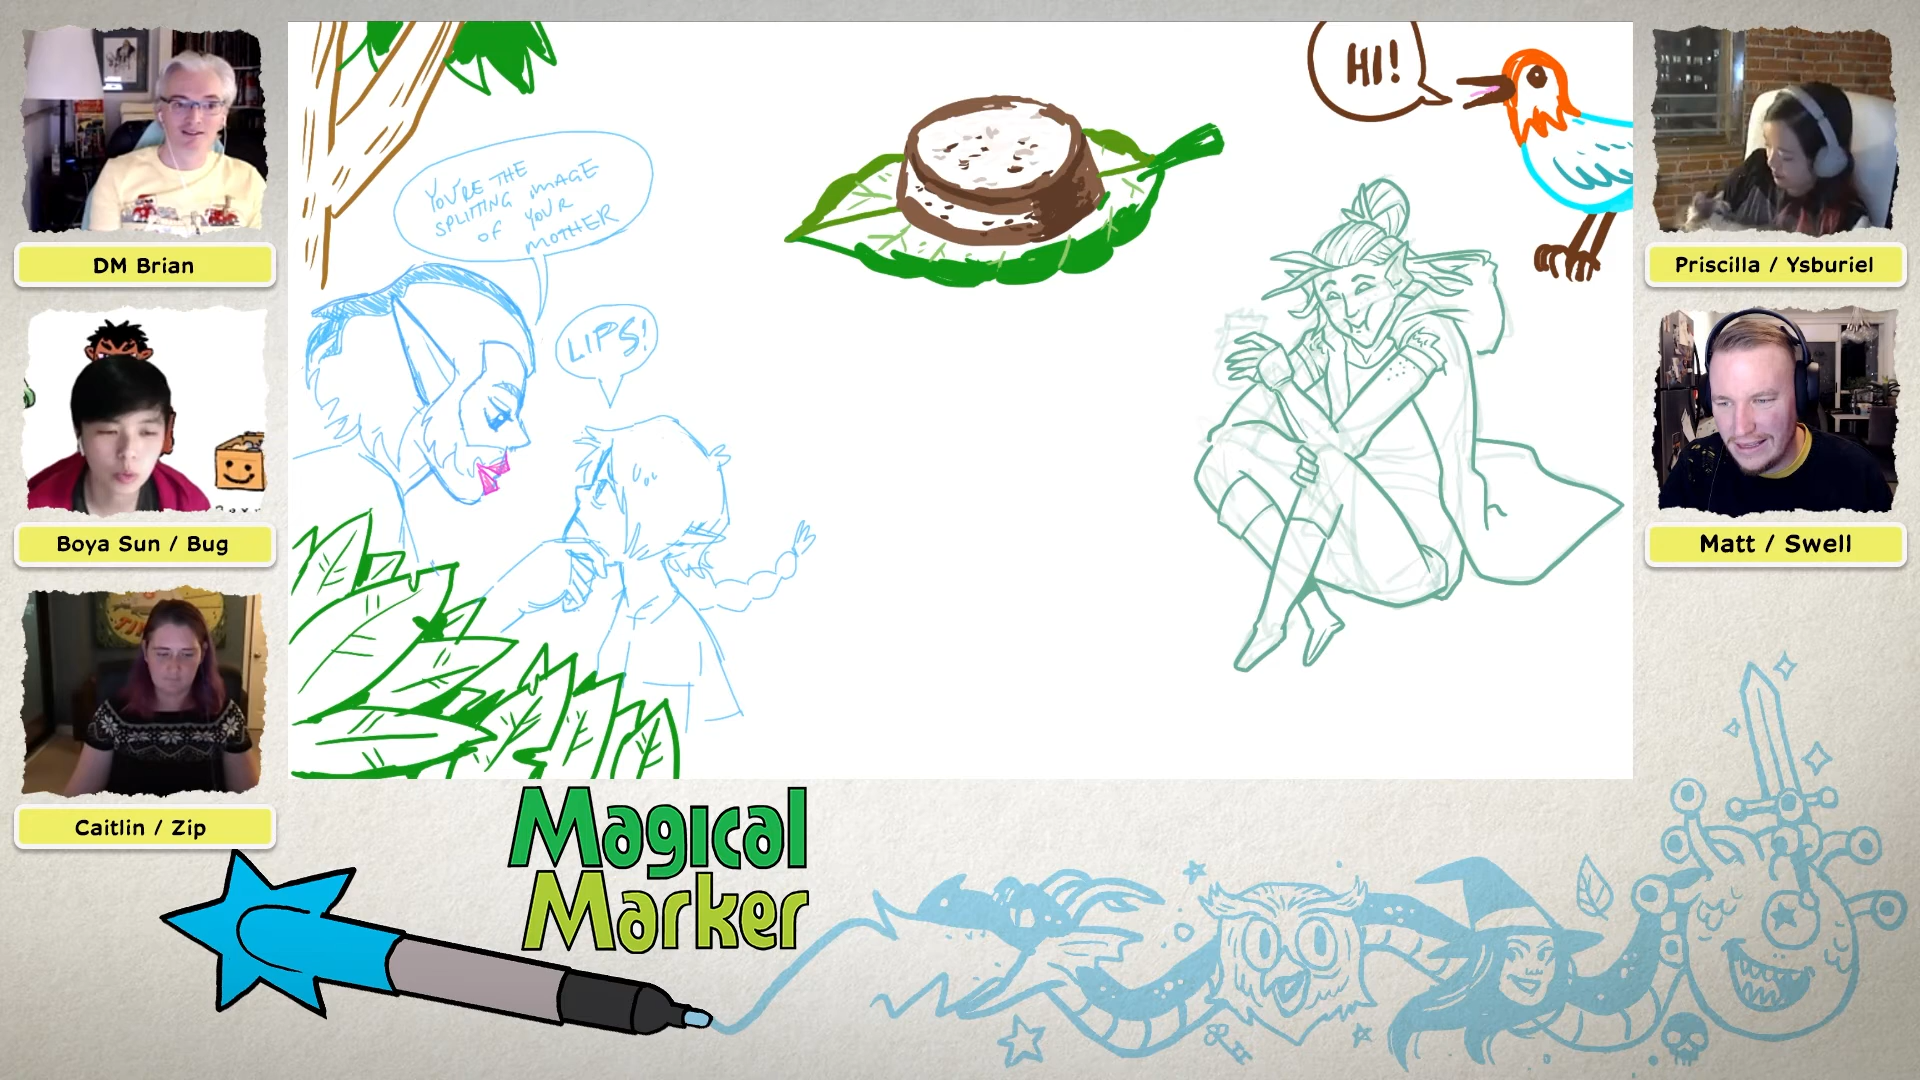 DM Brian
Boya Sun / Bug
Caitlin / Zip
YOU'RE THE
SPLITTING IMAGE
OF YOUR
MOTHER
LIPS!
HI!
Priscilla / Ysburiel
Matt / Swell
Magical
Marker